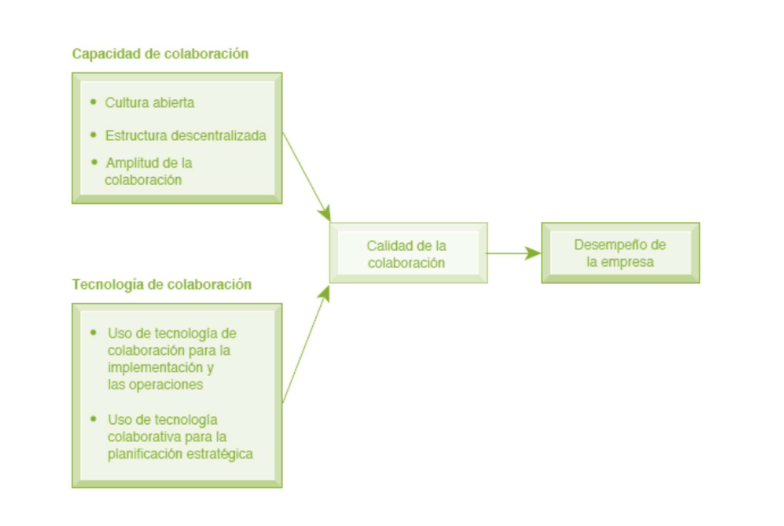 Capacidad de colaboración
• Cultura abierta
• Estructura descentralizada
• Amplitud de la
colaboración
Calidad de la
colaboración
Desempeño de
la empresa
Tecnología de colaboración
• Uso de tecnología de
colaboración para la
implementación y
las operaciones
• Uso de tecnología
colaborativa para la
planificación estratégica